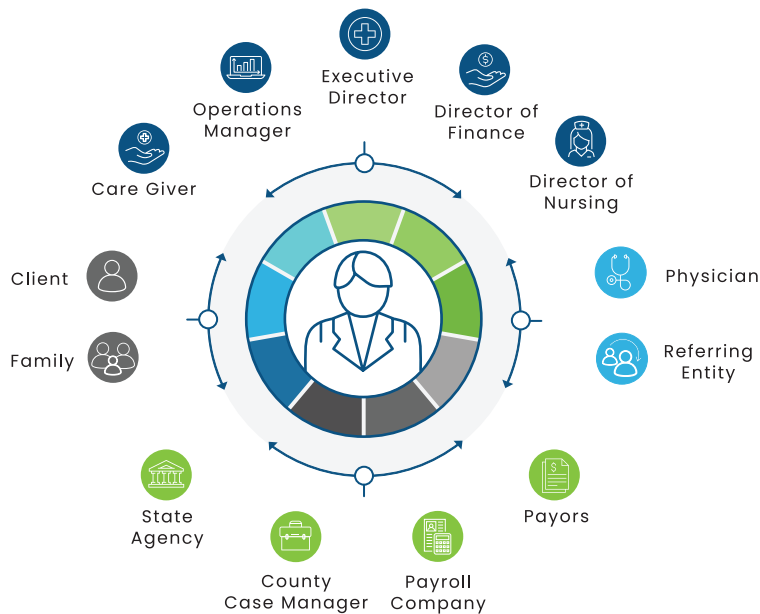 Executive
Director
Operations
Manager
Director of
Finance
Care Giver
Director of
Nursing
Client
Physician
Family
Referring
Entity
State
Agency
Payors
County
Case Manager
Payroll
Company
$
$